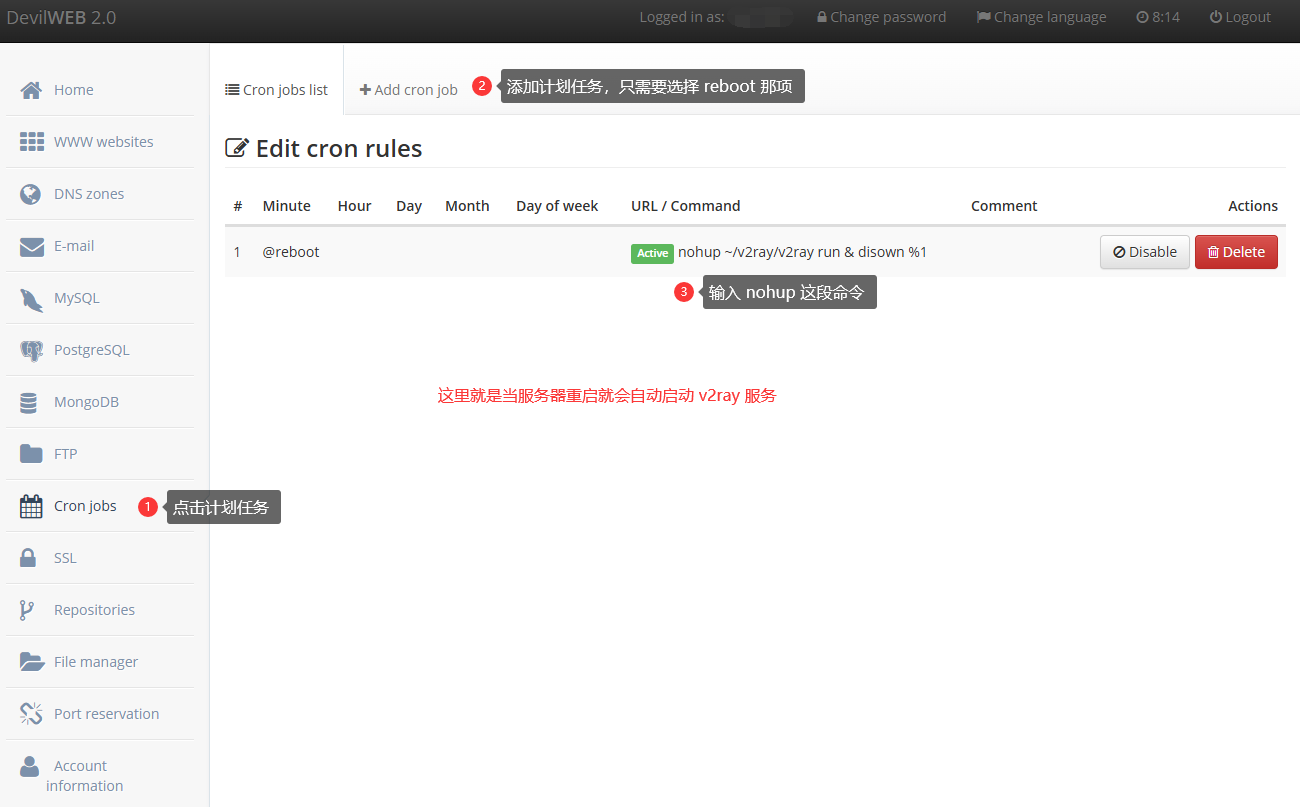 DevilWEB 2.0
Logged in as:
Change password
Change language
8:14
Logout
Home
WWW websites
DNS zones
E-mail
MySQL
PostgreSQL
MongoDB
FTP
Cron jobs
1 点击计划任务
SSL
Repositories
File manager
Port reservation
Account
information
Cron jobs list
Add cron job
2 添加计划任务，只需要选择 reboot 那项
Edit cron rules
# Minute Hour Day Month Day of week URL / Command Comment Actions
1 @reboot Active nohup ~/v2ray/v2ray run & disown %1 Disable Delete
3 输入 nohup 这段命令
这里就是当服务器重启就会自动启动 v2ray 服务